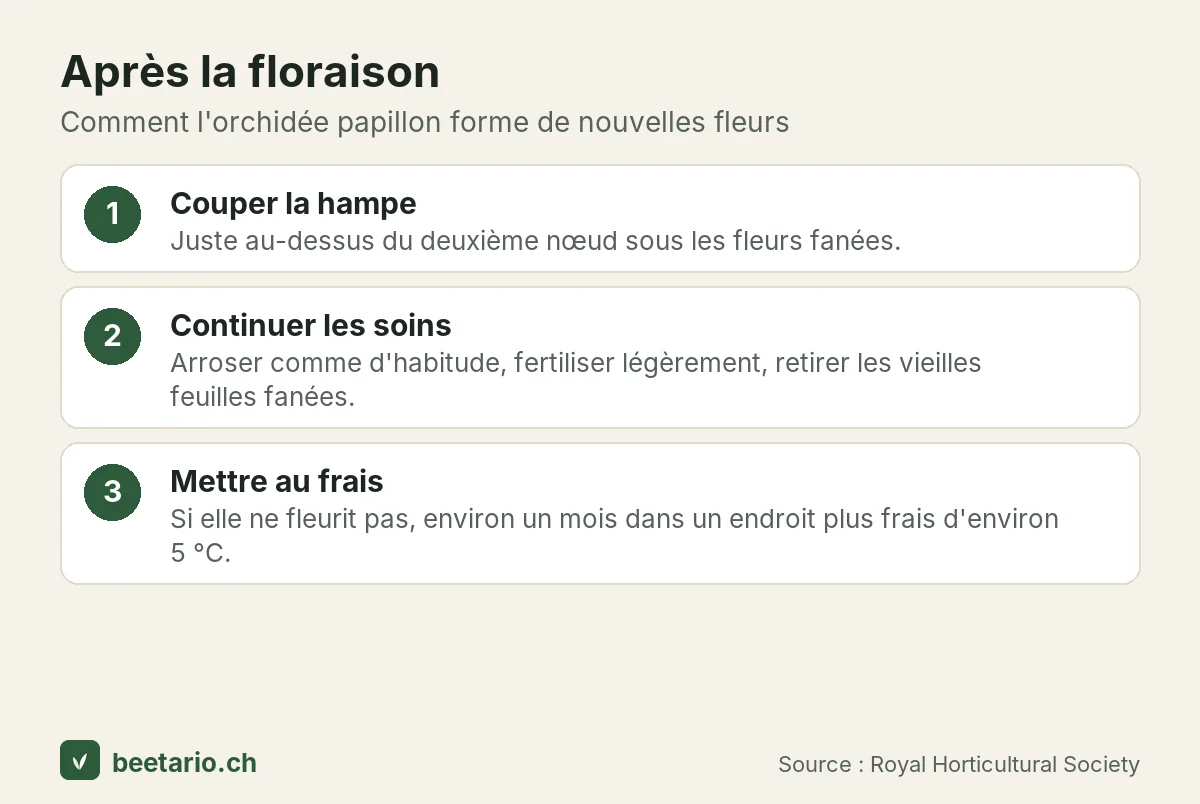 Après la floraison
Comment l'orchidée papillon forme de nouvelles fleurs
1
Couper la hampe
Juste au-dessus du deuxième nœud sous les fleurs fanées.
2
Continuer les soins
Arroser comme d'habitude, fertiliser légèrement, retirer les vieilles
feuilles fanées.
3
Mettre au frais
Si elle ne fleurit pas, environ un mois dans un endroit plus frais d'environ
5 °C.
beetario.ch
Source : Royal Horticultural Society